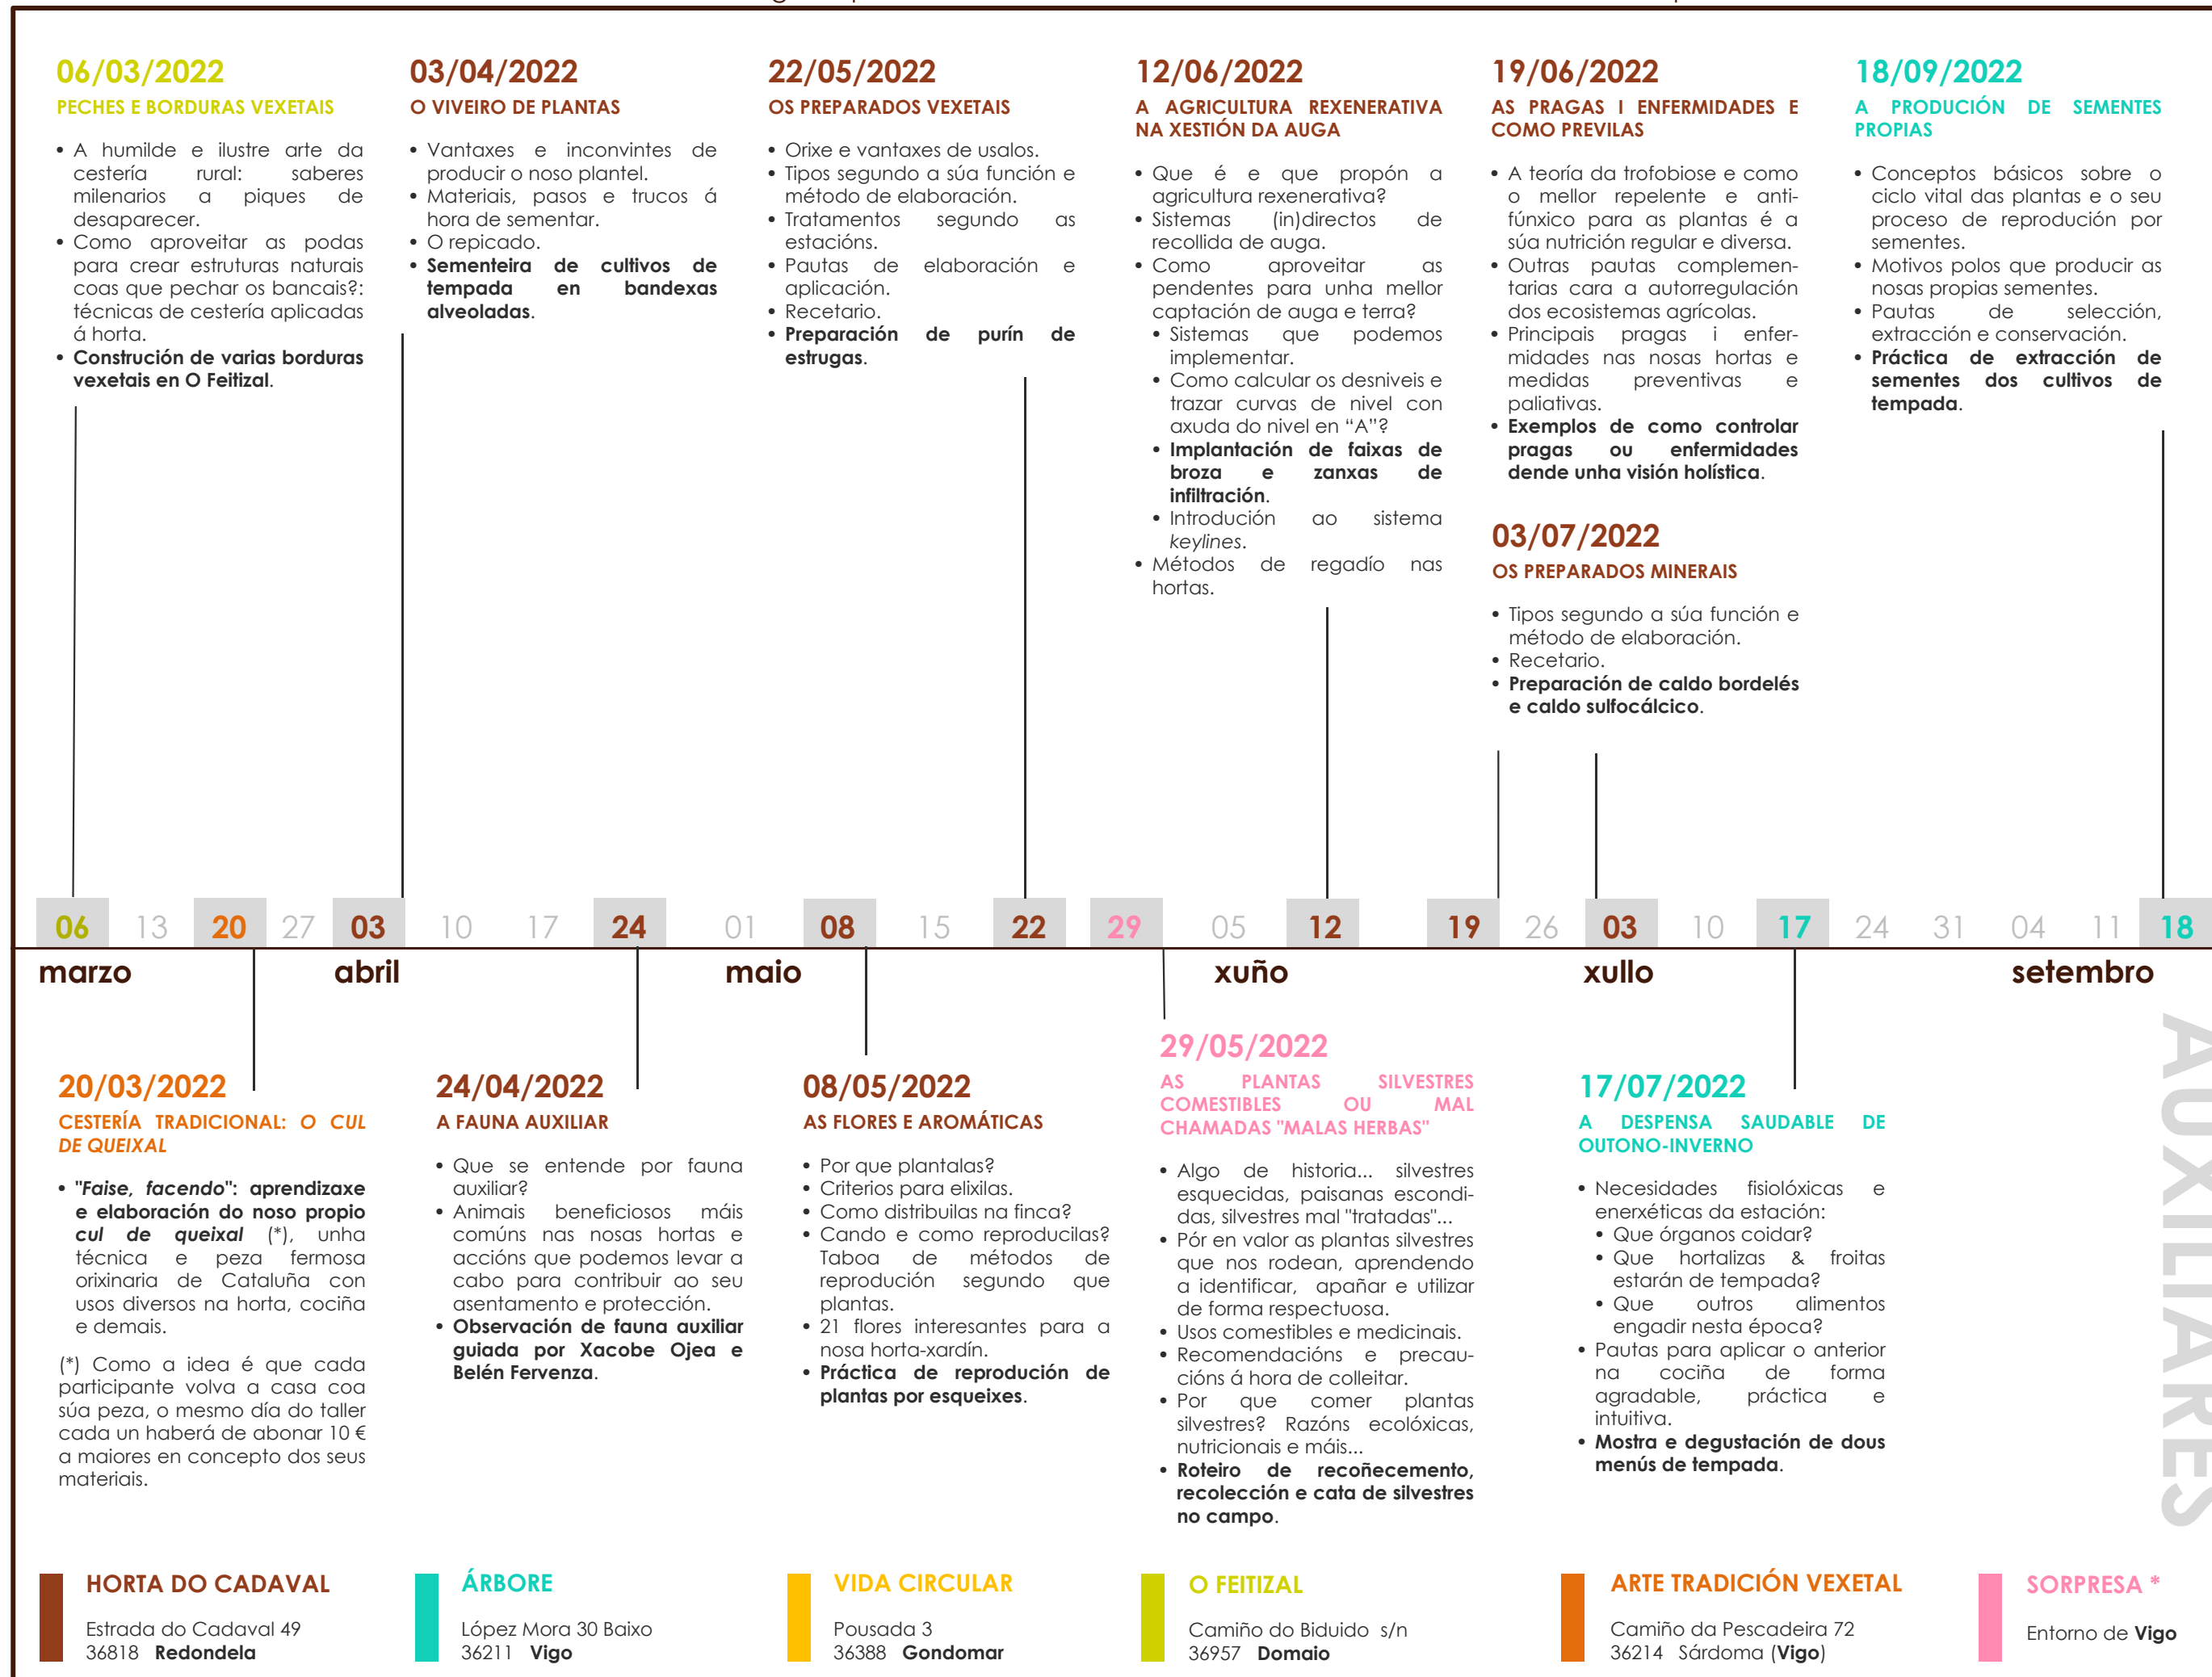 06/03/2022
PECHES E BORDURAS VEXETAIS
• A humilde e ilustre arte da
cestería rural: saberes
milenarios a piques de
desaparecer.
• Como aproveitar as podas
para crear estruturas naturais
coas que pechar os bancais?:
técnicas de cestería aplicadas
á horta.
• Construción de varias borduras
vexetais en O Feitizal.
03/04/2022
O VIVEIRO DE PLANTAS
• Vantaxes e inconvintes de
producir o noso plantel.
• Materiais, pasos e trucos á
hora de sementar.
• O repicado.
• Sementeira de cultivos de
tempada en bandexas
alveoladas.
22/05/2022
OS PREPARADOS VEXETAIS
• Orixe e vantaxes de usalos.
• Tipos segundo a súa función e
método de elaboración.
• Tratamentos segundo as
estacións.
• Pautas de elaboración e
aplicación.
• Recetario.
• Preparación de purín de
estrugas.
12/06/2022
A AGRICULTURA REXENERATIVA
NA XESTIÓN DA AUGA
• Que é e que propón a
agricultura rexenerativa?
• Sistemas (in)directos de
recollida de auga.
• Como aproveitar as
pendentes para unha mellor
captación de auga e terra?
• Sistemas que podemos
implementar.
• Como calcular os desniveis e
trazar curvas de nivel con
axuda do nivel en “A”?
• Implantación de faixas de
broza e zanxas de
infiltración.
• Introdución ao sistema
keylines.
• Métodos de regadío nas
hortas.
19/06/2022
AS PRAGAS I ENFERMIDADES E
COMO PREVILAS
• A teoría da trofobiose e como
o mellor repelente e anti-
fúnxico para as plantas é a
súa nutrición regular e diversa.
• Outras pautas complemen-
tarias cara a autorregulación
dos ecosistemas agrícolas.
• Principais pragas i enfer-
midades nas nosas hortas e
medidas preventivas e
paliativas.
• Exemplos de como controlar
pragas ou enfermidades
dende unha visión holística.
03/07/2022
OS PREPARADOS MINERAIS
• Tipos segundo a súa función e
método de elaboración.
• Recetario.
• Preparación de caldo bordelés
e caldo sulfocálcico.
18/09/2022
A PRODUCIÓN DE SEMENTES
PROPIAS
• Conceptos básicos sobre o
ciclo vital das plantas e o seu
proceso de reprodución por
sementes.
• Motivos polos que producir as
nosas propias sementes.
• Pautas de selección,
extracción e conservación.
• Práctica de extracción de
sementes dos cultivos de
tempada.
06 13 20 27 03 10 17 24 01 08 15 22 29 05 12 19 26 03 10 17 24 31 04 11 18
marzo abril maio xuño xullo setembro
20/03/2022
CESTERÍA TRADICIONAL: O CUL
DE QUEIXAL
• "Faise, facendo": aprendizaxe
e elaboración do noso propio
cul de queixal (*), unha
técnica e peza fermosa
orixinaria de Cataluña con
usos diversos na horta, cociña
e demais.
(*) Como a idea é que cada
participante volva a casa coa
súa peza, o mesmo día do taller
cada un haberá de abonar 10 €
a maiores en concepto dos seus
materiais.
24/04/2022
A FAUNA AUXILIAR
• Que se entende por fauna
auxiliar?
• Animais beneficiosos máis
comúns nas nosas hortas e
accións que podemos levar a
cabo para contribuir ao seu
asentamento e protección.
• Observación de fauna auxiliar
guiada por Xacobe Ojea e
Belén Fervenza.
08/05/2022
AS FLORES E AROMÁTICAS
• Por que plantalas?
• Criterios para elixilas.
• Como distribuilas na finca?
• Cando e como reproducilas?
Taboa de métodos de
reprodución segundo que
plantas.
• 21 flores interesantes para a
nosa horta-xardín.
• Práctica de reprodución de
plantas por esqueixes.
29/05/2022
AS PLANTAS SILVESTRES
COMESTIBLES OU MAL
CHAMADAS "MALAS HERBAS"
• Algo de historia... silvestres
esquecidas, paisanas escondi-
das, silvestres mal "tratadas"...
• Pór en valor as plantas silvestres
que nos rodean, aprendendo
a identificar, apañar e utilizar
de forma respectuosa.
• Usos comestibles e medicinais.
• Recomendacións e precau-
cións á hora de colleitar.
• Por que comer plantas
silvestres? Razóns ecolóxicas,
nutricionais e máis...
• Roteiro de recoñecemento,
recolección e cata de silvestres
no campo.
17/07/2022
A DESPENSA SAUDABLE DE
OUTONO-INVERNO
• Necesidades fisiolóxicas e
enerxéticas da estación:
• Que órganos coidar?
• Que hortalizas & froitas
estarán de tempada?
• Que outros alimentos
engadir nesta época?
• Pautas para aplicar o anterior
na cociña de forma
agradable, práctica e
intuitiva.
• Mostra e degustación de dous
menús de tempada.
AUXILIARES
HORTA DO CADAVAL
Estrada do Cadaval 49
36818 Redondela
ÁRBORE
López Mora 30 Baixo
36211 Vigo
VIDA CIRCULAR
Pousada 3
36388 Gondomar
O FEITIZAL
Camiño do Biduido s/n
36957 Domaio
ARTE TRADICIÓN VEXETAL
Camiño da Pescadeira 72
36214 Sárdoma (Vigo)
SORPRESA *
Entorno de Vigo